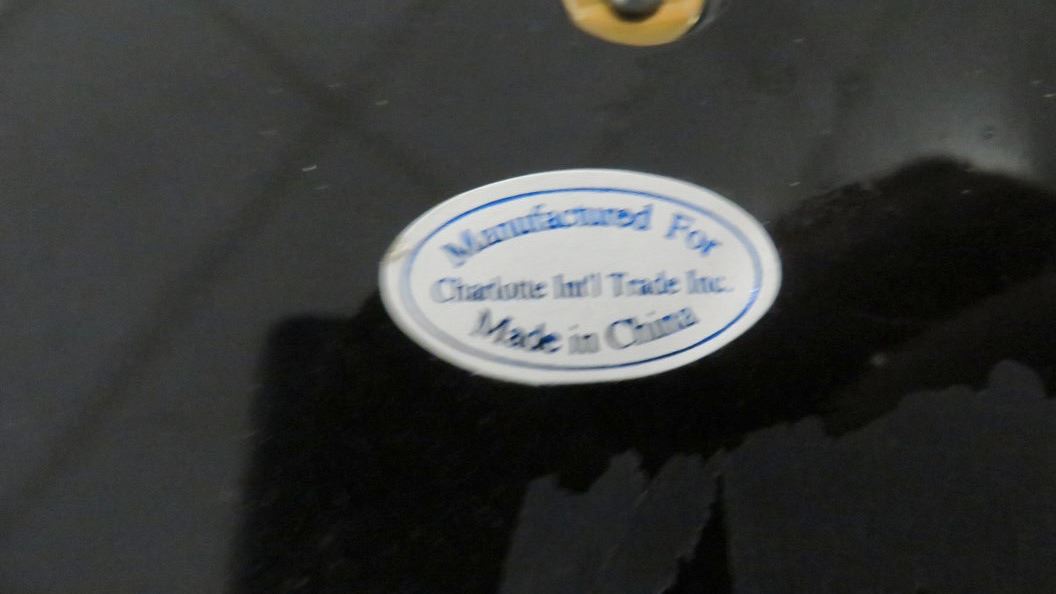 Manufactured For
Charlotte Int'l Trade Inc.
Made in China